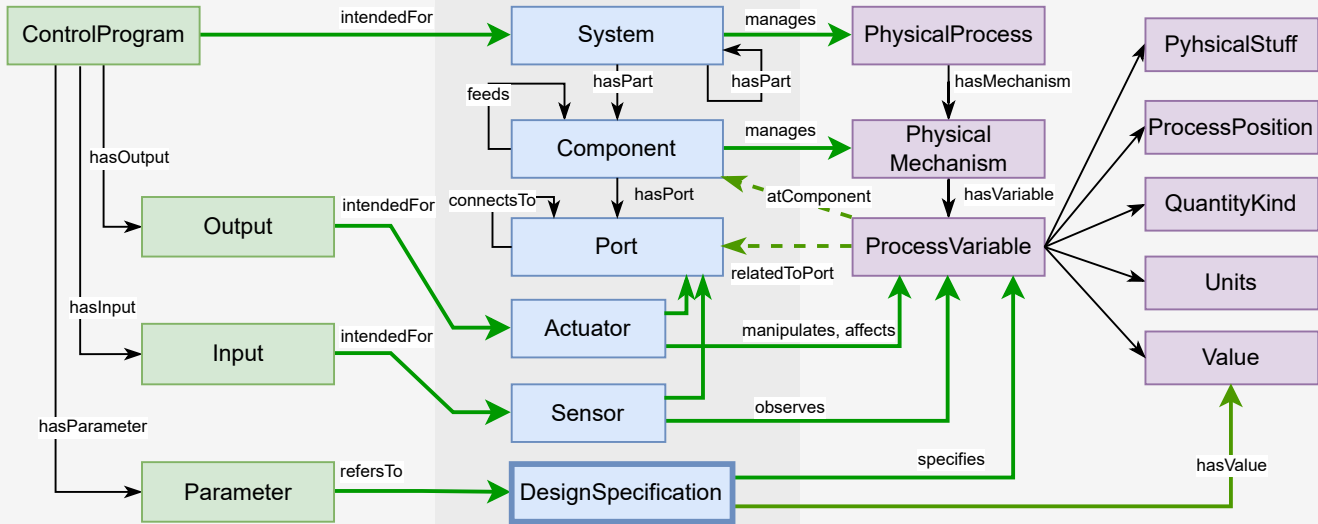 ControlProgram
intendedFor
System
manages
PhysicalProcess
PyhsicalStuff
hasPart
hasPart
hasMechanism
feeds
Component
manages
Physical
Mechanism
ProcessPosition
hasOutput
hasPort
atComponent
hasVariable
connectsTo
Output
intendedFor
Port
relatedToPort
ProcessVariable
QuantityKind
Units
hasInput
Input
intendedFor
Actuator
manipulates, affects
Value
Sensor
observes
hasParameter
Parameter
refersTo
DesignSpecification
specifies
hasValue